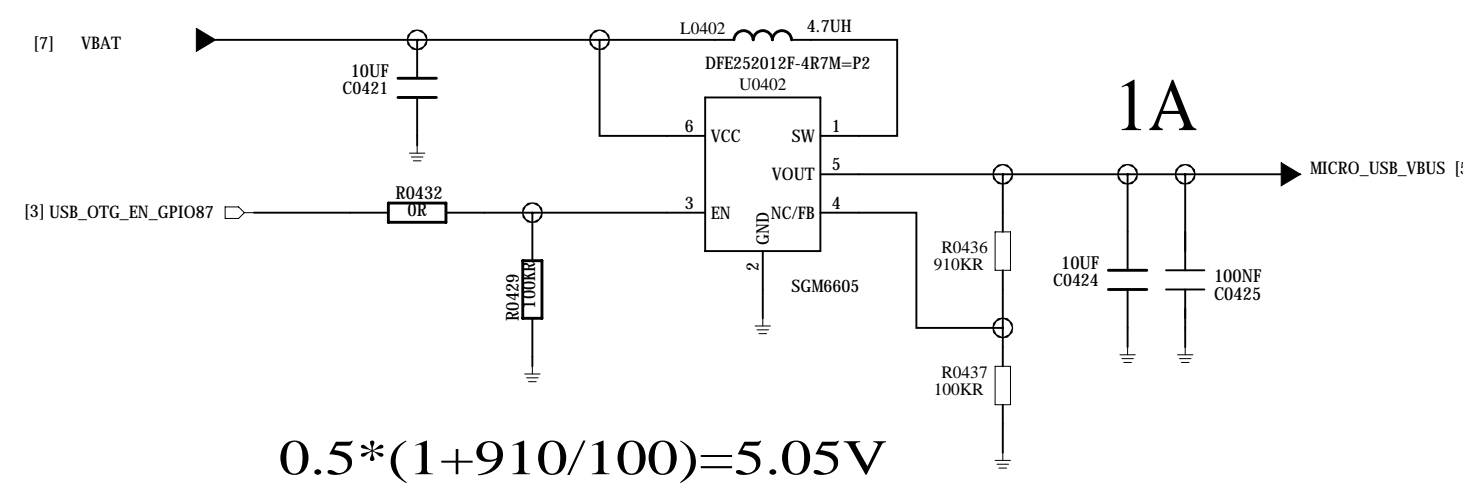 [7] VBAT
L0402 4.7UH
DFE252012F-4R7M=P2
U0402
10UF
C0421
1A
6 VCC SW 1
VOUT 5
MICRO_USB_VBUS [5
[3] USB_OTG_EN_GPIO87
R0432
0R
3 EN NC/FB 4
GND
2
R0429
100KR
SGM6605
R0436
910KR
10UF
C0424
100NF
C0425
R0437
100KR
0.5*(1+910/100)=5.05V